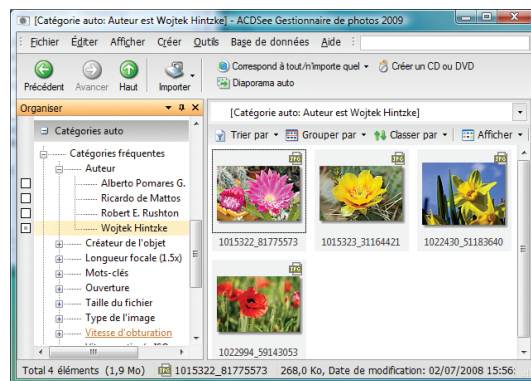 [Catégorie auto: Auteur est Wojtek Hintzke] - ACDSee Gestionnaire de photos 2009
Fichier Éditer Afficher Créer Outils Base de données Aide
Précédent Avancer Haut Importer
Correspond à tout/n'importe quel Créer un CD ou DVD
Diaporama auto
Organiser
Catégories auto
Catégories fréquentes
Auteur
Alberto Pomares G.
Ricardo de Mattos
Robert E. Rushton
Wojtek Hintzke
Créateur de l'objet
Longueur focale (1.5x)
Mots-clés
Ouverture
Taille du fichier
Type de l'image
Vitesse d'obturation
[Catégorie auto: Auteur est Wojtek Hintzke]
Trier par Grouper par Classer par Afficher
JPG
1015322_81775573
JPG
1015323_31164421
JPG
1022430_51183640
JPG
1022994_59143053
Total 4 éléments (1,9 Mo) 1015322_81775573 268,0 Ko, Date de modification: 02/07/2008 15:56: